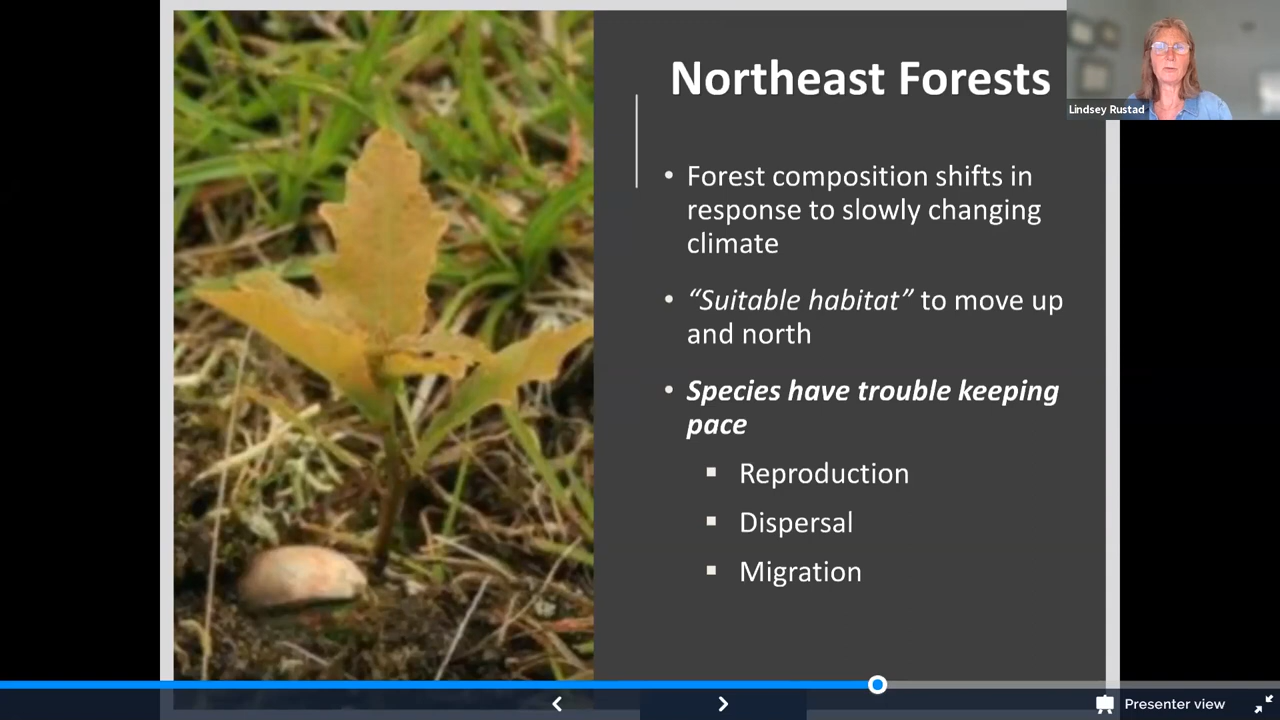 Northeast Forests
Lindsey Rustad
• Forest composition shifts in
response to slowly changing
climate
• “Suitable habitat” to move up
and north
• Species have trouble keeping
pace
▪ Reproduction
▪ Dispersal
▪ Migration
Presenter view